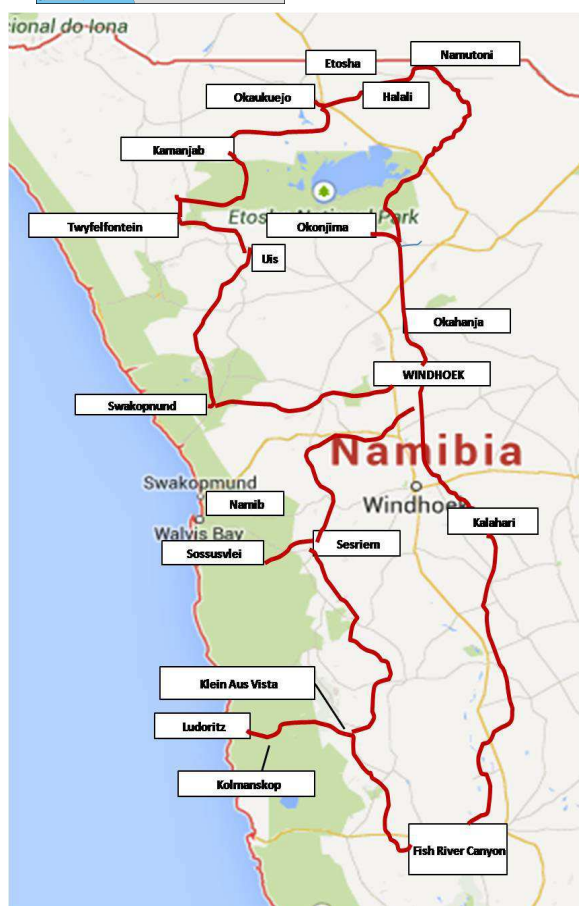 cional do Iona
Namutoni
Etosha
Okaukuejo
Halali
Kamanjab
Twyfelfontein
Etosha National Park
Okonjima
Uis
Okahanja
WINDHOEK
Swakopnund
Namibia
Swakopmund
Namib
Windhoek
Walvis Bay
Kalahari
Sossusvlei
Sesriem
Klein Aus Vista
Ludoritz
Kolmanskop
Fish River Canyon